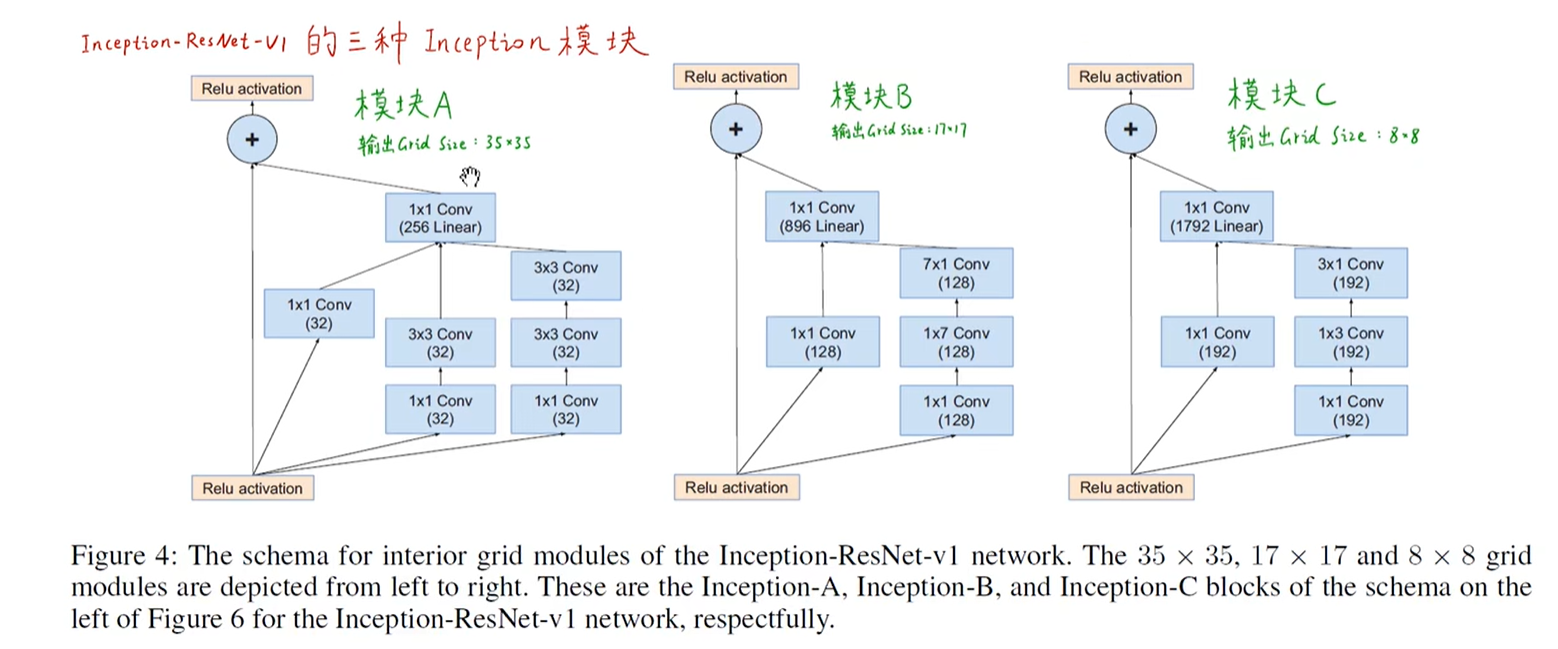 Inception-ResNet-V1 的三种 Inception 模块
Relu activation
模块A
输出Grid Size : 35×35
+
1x1 Conv
(256 Linear)
3x3 Conv
(32)
1x1 Conv
(32)
3x3 Conv
(32)
3x3 Conv
(32)
1x1 Conv
(32)
1x1 Conv
(32)
Relu activation
Relu activation
模块B
输出Grid Size:17×17
+
1x1 Conv
(896 Linear)
7x1 Conv
(128)
1x1 Conv
(128)
1x7 Conv
(128)
1x1 Conv
(128)
Relu activation
Relu activation
模块C
输出Grid Size : 8×8
+
1x1 Conv
(1792 Linear)
3x1 Conv
(192)
1x1 Conv
(192)
1x3 Conv
(192)
1x1 Conv
(192)
Relu activation
Figure 4: The schema for interior grid modules of the Inception-ResNet-v1 network. The 35 × 35, 17 × 17 and 8 × 8 grid
modules are depicted from left to right. These are the Inception-A, Inception-B, and Inception-C blocks of the schema on the
left of Figure 6 for the Inception-ResNet-v1 network, respectfully.